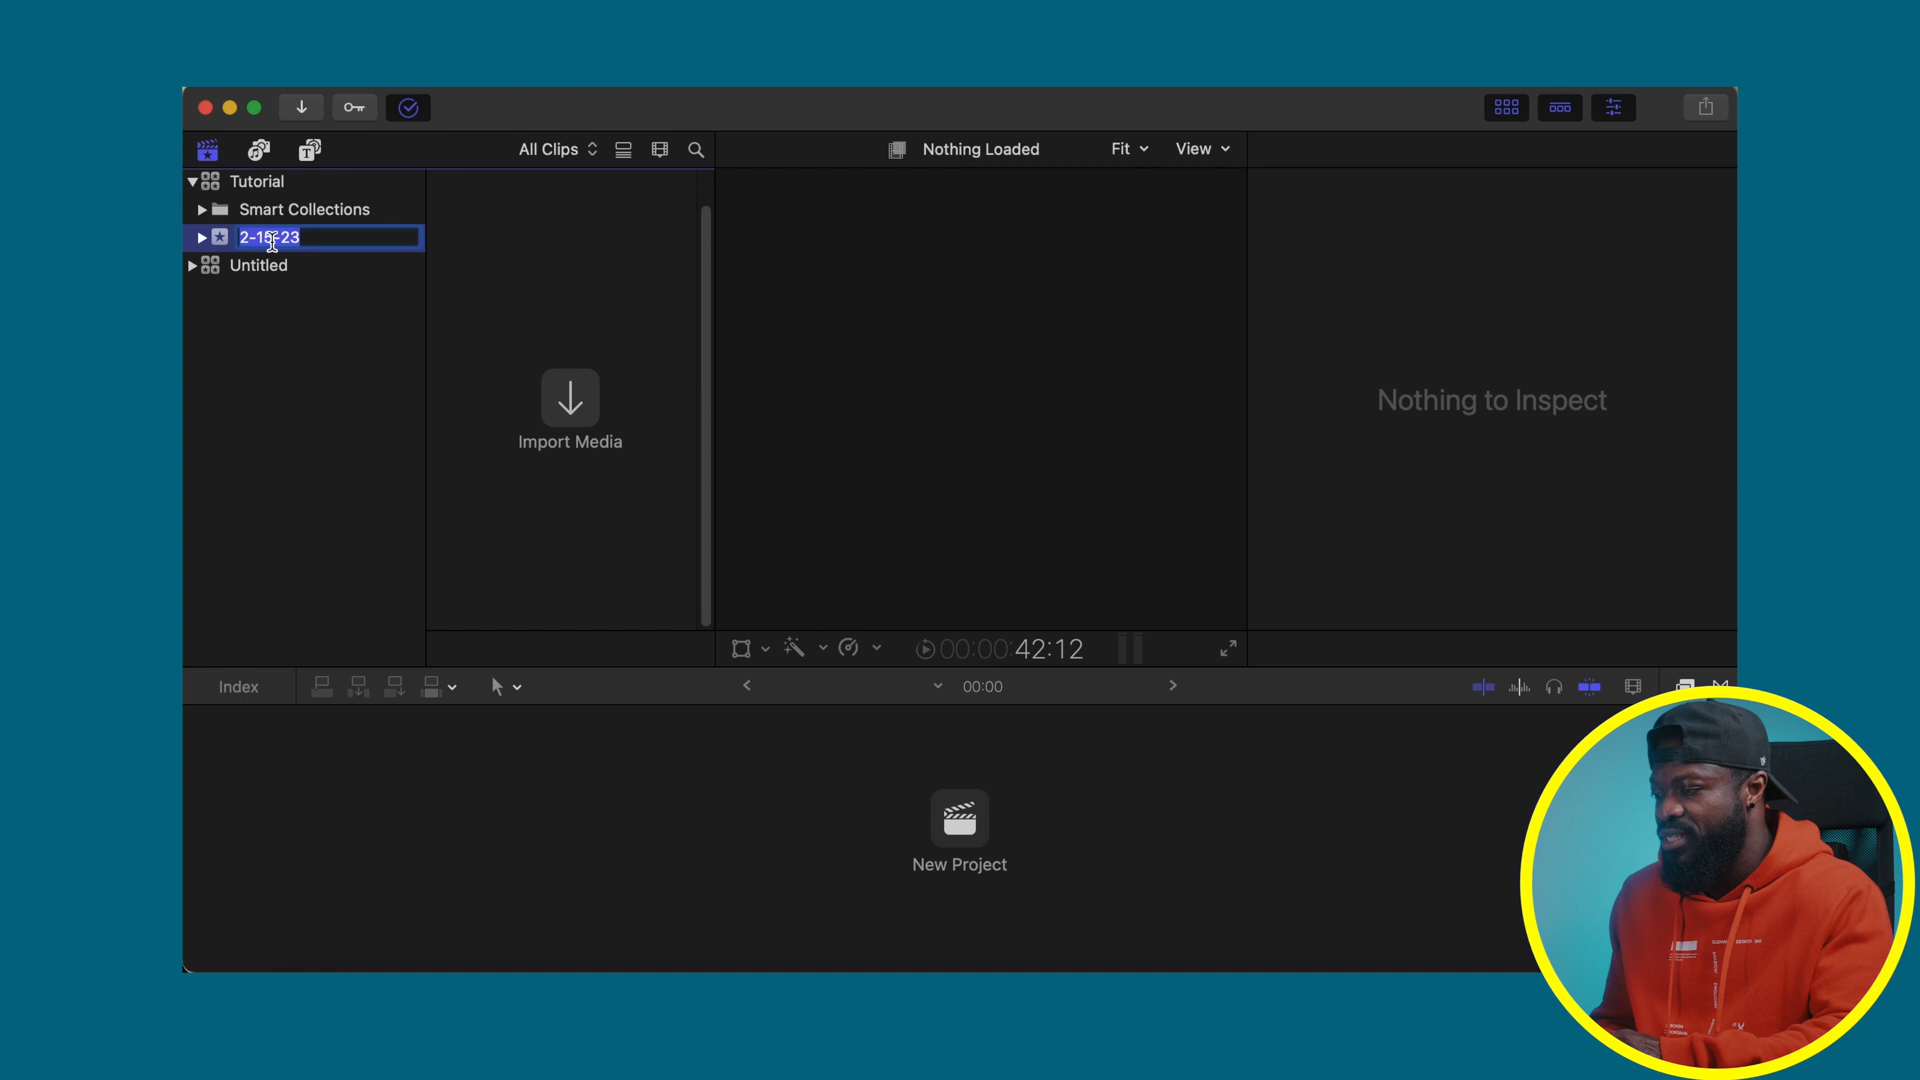 All Clips
Nothing Loaded
Fit
View
Tutorial
Smart Collections
2-15-23
Untitled
Import Media
Nothing to Inspect
00:00:42:12
Index
00:00
New Project